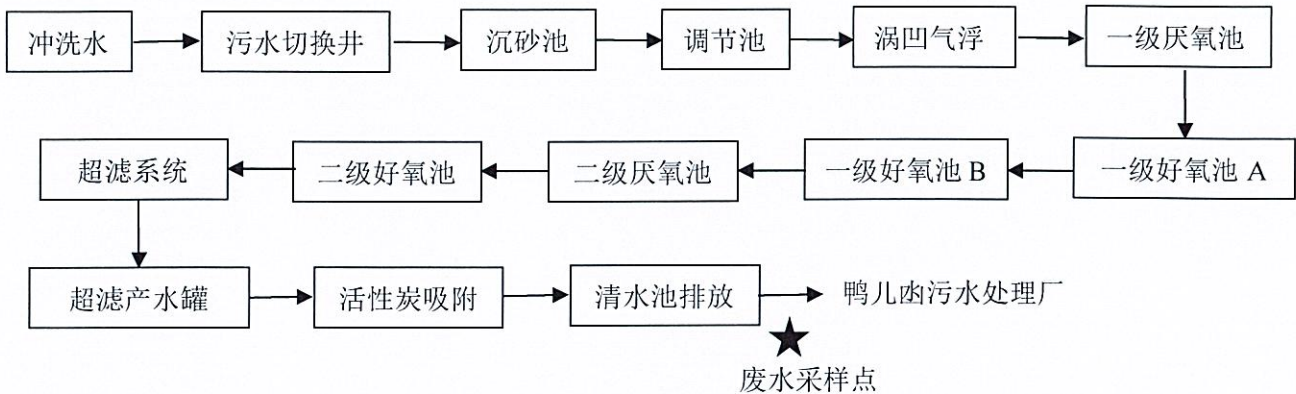 冲洗水
污水切换井
沉砂池
调节池
涡凹气浮
一级厌氧池
一级好氧池 A
一级好氧池 B
二级厌氧池
二级好氧池
超滤系统
超滤产水罐
活性炭吸附
清水池排放
鸭儿凼污水处理厂
废水采样点